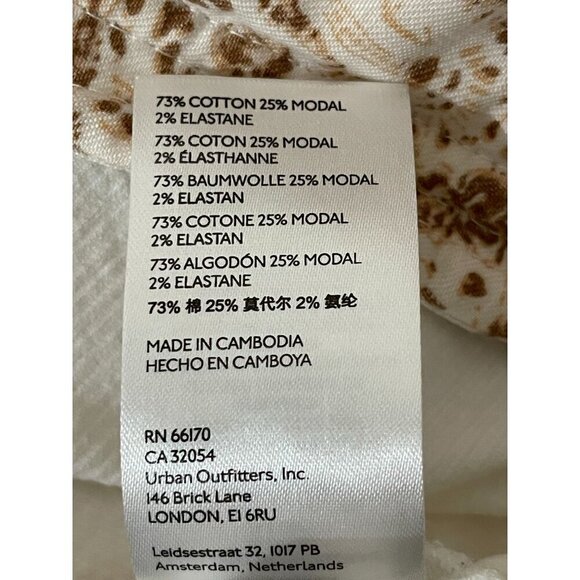 73% COTTON 25% MODAL
2% ELASTANE
73% COTON 25% MODAL
2% ÉLASTHANNE
73% BAUMWOLLE 25% MODAL
2% ELASTAN
73% COTONE 25% MODAL
2% ELASTAN
73% ALGODÓN 25% MODAL
2% ELASTANE
73% 棉 25% 莫代尔 2% 氨纶
MADE IN CAMBODIA
HECHO EN CAMBOYA
RN 66170
CA 32054
Urban Outfitters, Inc.
146 Brick Lane
LONDON, E1 6RU
Leidsestraat 32, 1017 PB
Amsterdam, Netherlands